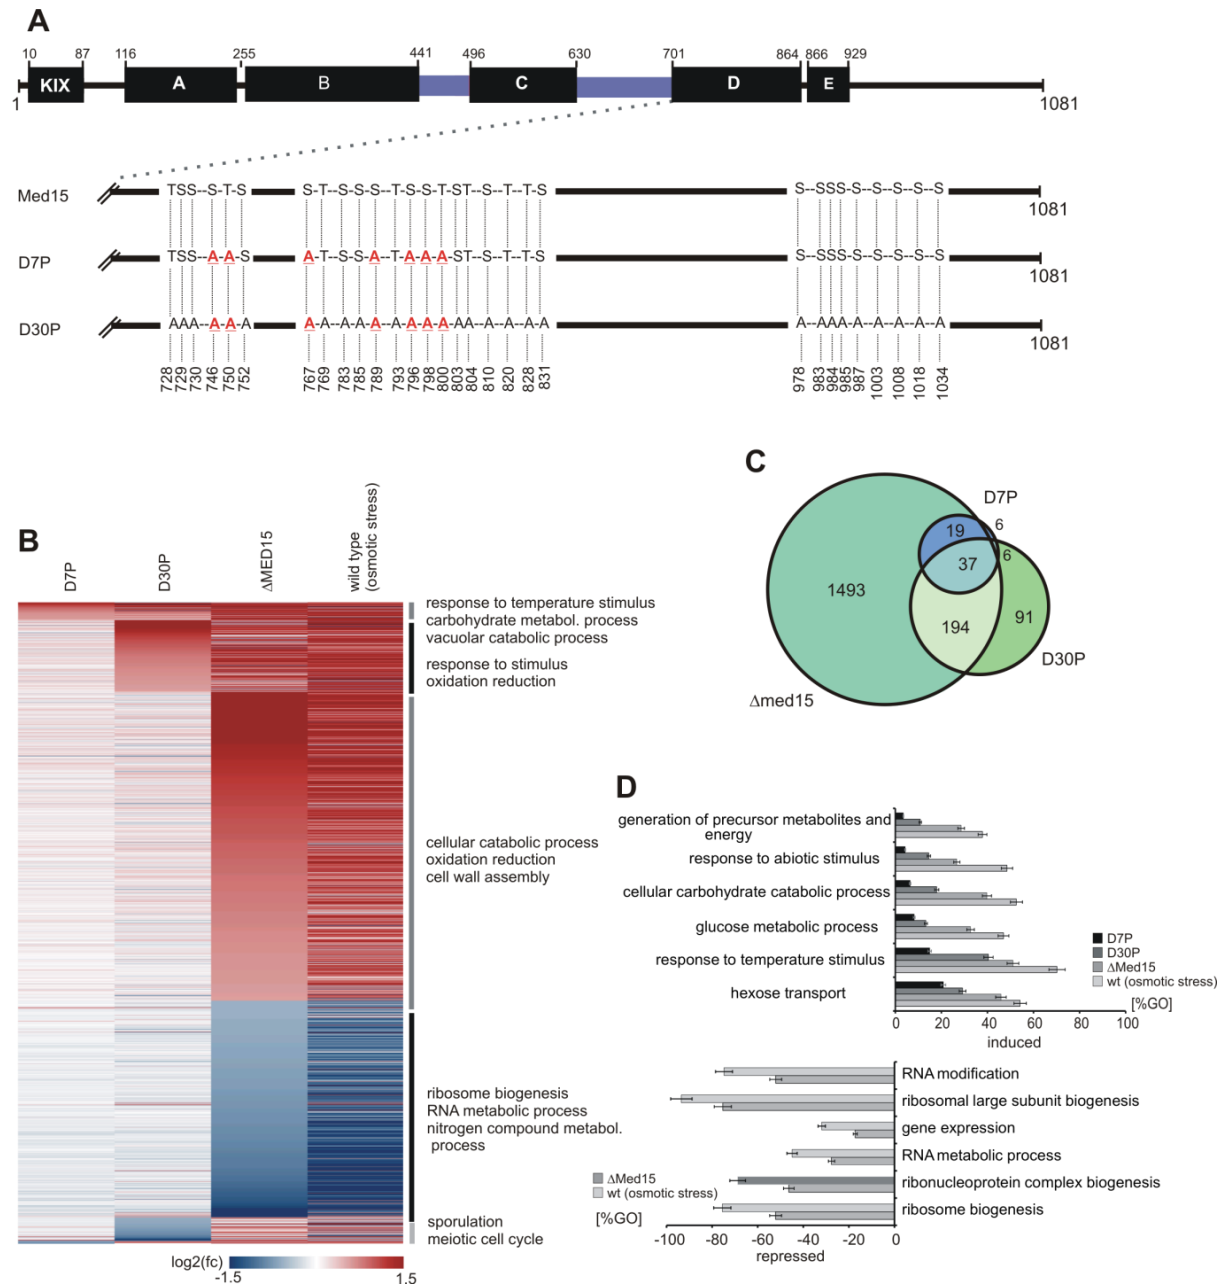 A
10 87 116 255 441 496 630 701 864 866 929
KIX A B C D E
1 1081
Med15 TSS--S-T-S S-T-S-S-S-T-S-S-T-ST--S--T-T-S S--SSS-S--S--S--S--S 1081
D7P TSS--A-A-S A-T-S-S-A-T-A-A-A-ST--S--T-T-S S--SSS-S--S--S--S--S 1081
D30P AAA--A-A-A A-A-A-A-A-A-A-A-A-AA--A--A-A-A A--AAA-A--A--A--A--A 1081
728 729 730 746 750 752 767 769 783 785 789 793 796 798 800 803 804 810 820 828 831 978 983 984 985 987 1003 1008 1018 1034
B
D7P
D30P
ΔMED15
wild type
(osmotic stress)
response to temperature stimulus
carbohydrate metabol. process
vacuolar catabolic process
response to stimulus
oxidation reduction
cellular catabolic process
oxidation reduction
cell wall assembly
ribosome biogenesis
RNA metabolic process
nitrogen compound metabol.
process
sporulation
meiotic cell cycle
log2(fc)
-1.5 1.5
C
D7P
19 6
37 6
1493
194 91
D30P
Δmed15
D
generation of precursor metabolites and
energy
response to abiotic stimulus
cellular carbohydrate catabolic process
glucose metabolic process
response to temperature stimulus
hexose transport
D7P
D30P
ΔMed15
wt (osmotic stress)
[%GO]
0 20 40 60 80 100
induced
RNA modification
ribosomal large subunit biogenesis
gene expression
RNA metabolic process
ribonucleoprotein complex biogenesis
ribosome biogenesis
ΔMed15
wt (osmotic stress)
[%GO]
-100 -80 -60 -40 -20 0
repressed